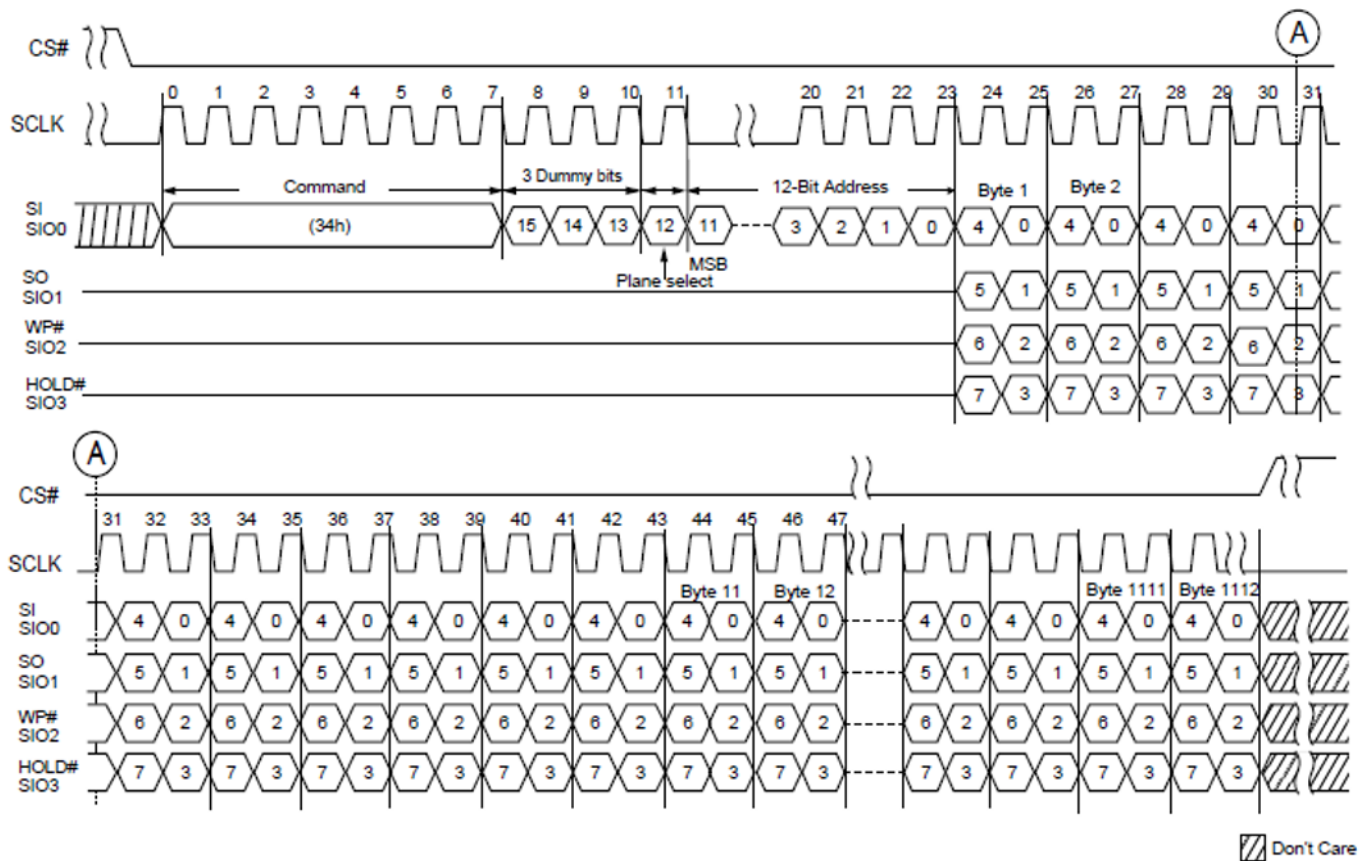 A
CS#
0 1 2 3 4 5 6 7 8 9 10 11 20 21 22 23 24 25 26 27 28 29 30 31
SCLK
Command 3 Dummy bits 12-Bit Address Byte 1 Byte 2
SI
SIO0
(34h) 15 14 13 12 11 3 2 1 0 4 0 4 0 4 0 4 0
MSB
Plane select
SO
SIO1
5 1 5 1 5 1 5 1
WP#
SIO2
6 2 6 2 6 2 6 2
HOLD#
SIO3
7 3 7 3 7 3 7 3
A
CS#
31 32 33 34 35 36 37 38 39 40 41 42 43 44 45 46 47
SCLK
Byte 11 Byte 12 Byte 1111 Byte 1112
SI
SIO0
4 0 4 0 4 0 4 0 4 0 4 0 4 0 4 0 4 0 4 0 4 0 4 0
SO
SIO1
5 1 5 1 5 1 5 1 5 1 5 1 5 1 5 1 5 1 5 1 5 1 5 1
WP#
SIO2
6 2 6 2 6 2 6 2 6 2 6 2 6 2 6 2 6 2 6 2 6 2 6 2
HOLD#
SIO3
7 3 7 3 7 3 7 3 7 3 7 3 7 3 7 3 7 3 7 3 7 3 7 3
Don't Care